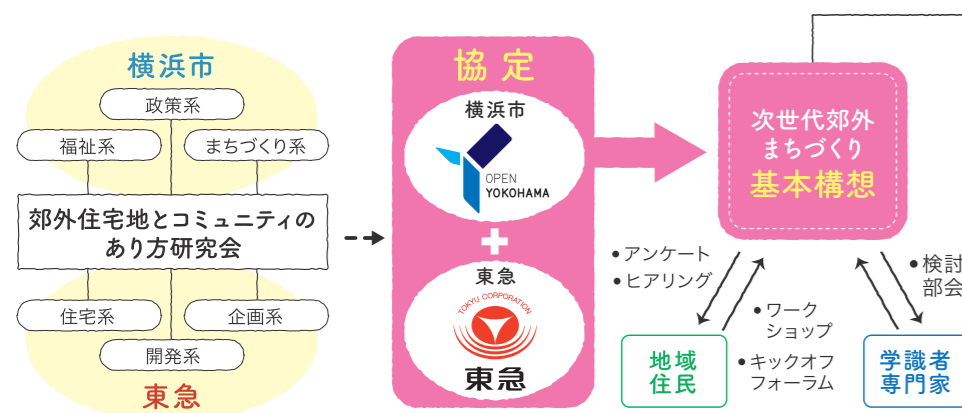 横浜市
政策系
福祉系
まちづくり系
郊外住宅地とコミュニティの
あり方研究会
住宅系
企画系
開発系
東急
協定
横浜市
OPEN
YOKOHAMA
東急
TOKYU CORPORATION
東急
次世代郊外
まちづくり
基本構想
•アンケート
•ヒアリング
•ワーク
ショップ
•キックオフ
フォーラム
•検討
部会
地域
住民
学識者
専門家